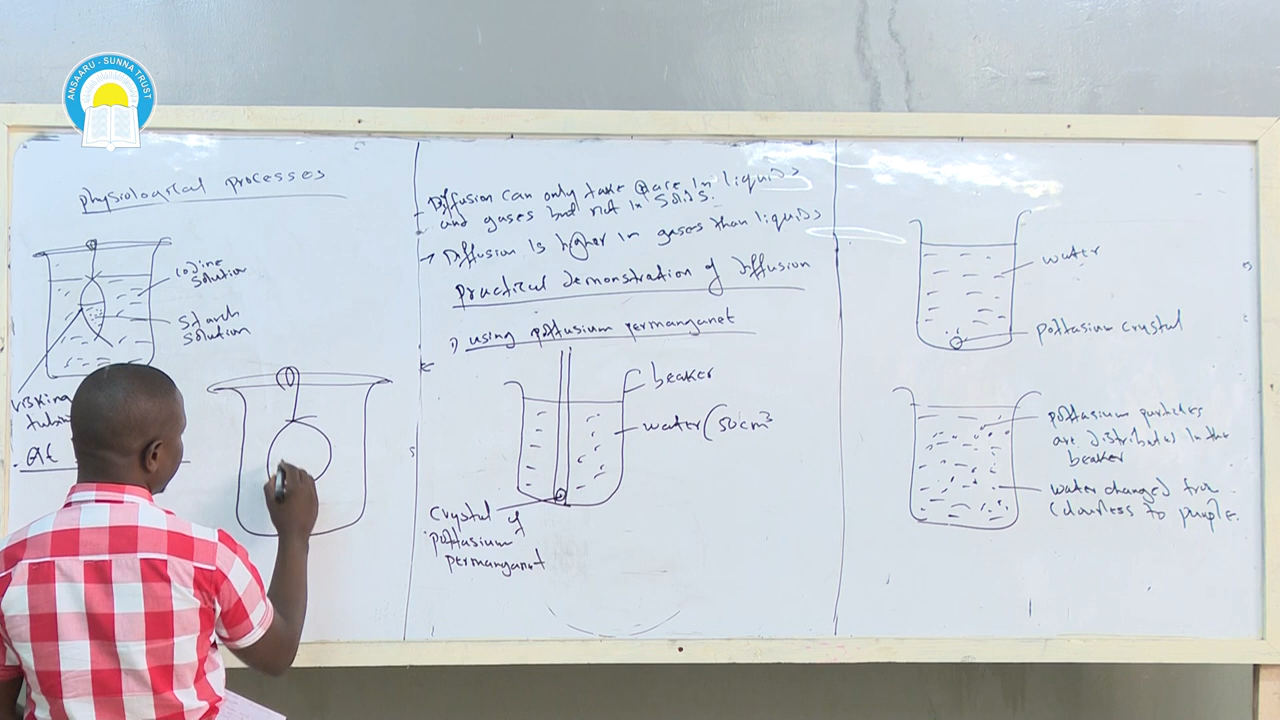 ANSAARU - SUNNA TRUST
physiological processes
Iodine
solution
Starch
solution
tubin
- Diffusion can only take place in liquids
and gases but not in solids.
→ Diffusion is higher in gases than liquids
practical demonstration of diffusion
1) using pottusium permanganet
beaker
water (50cm³
Crystal of
pottasium
permanganet
water
pottasium crystal
pottasium particles
are distributed in the
beaker
water changed from
Colourless to purple.